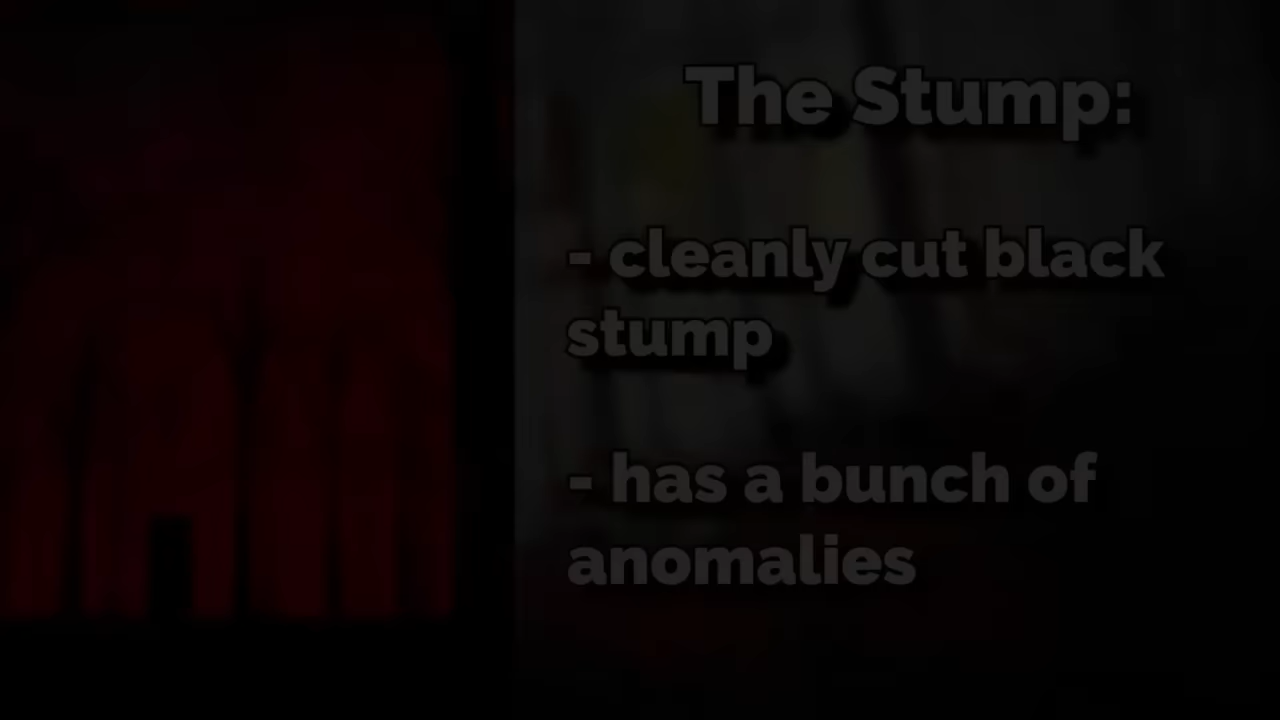 The Stump:
- cleanly cut black
stump
- has a bunch of
anomalies